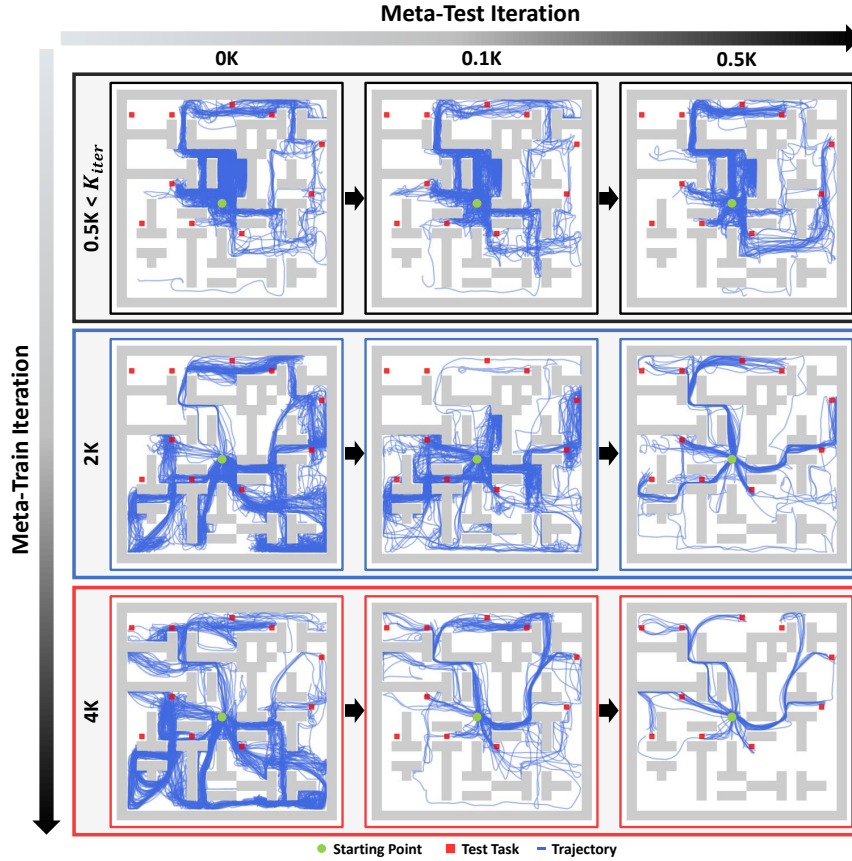 Meta-Test Iteration
0K 0.1K 0.5K
Meta-Train Iteration
0.5K < K_iter
2K
4K
Starting Point Test Task Trajectory